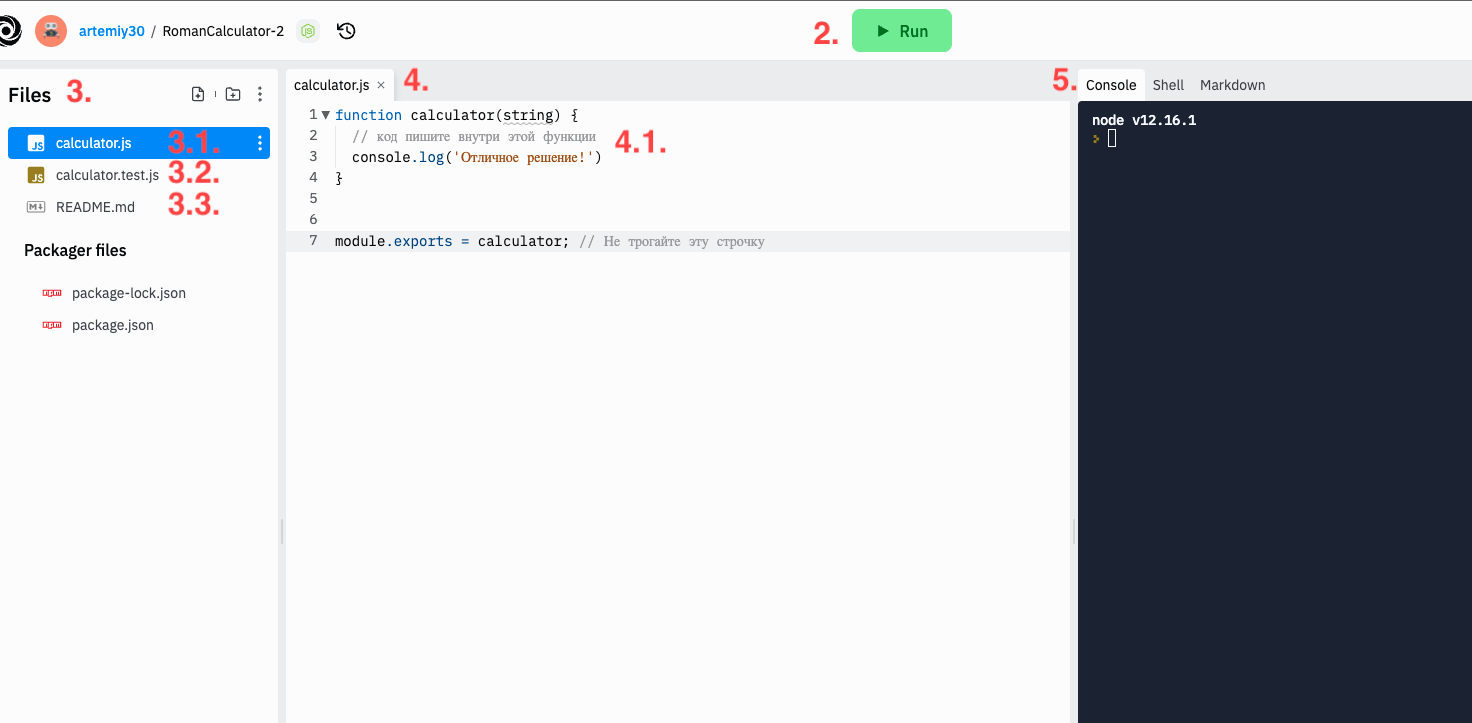 artemiy30 / RomanCalculator-2
2.
Run
Files 3.
calculator.js 3.1.
calculator.test.js 3.2.
README.md 3.3.
Packager files
package-lock.json
package.json
calculator.js × 4.
1 function calculator(string) {
2 // код пишите внутри этой функции 4.1.
3 console.log('Отличное решение!')
4 }
5
6
7 module.exports = calculator; // Не трогайте эту строчку
5. Console Shell Markdown
node v12.16.1